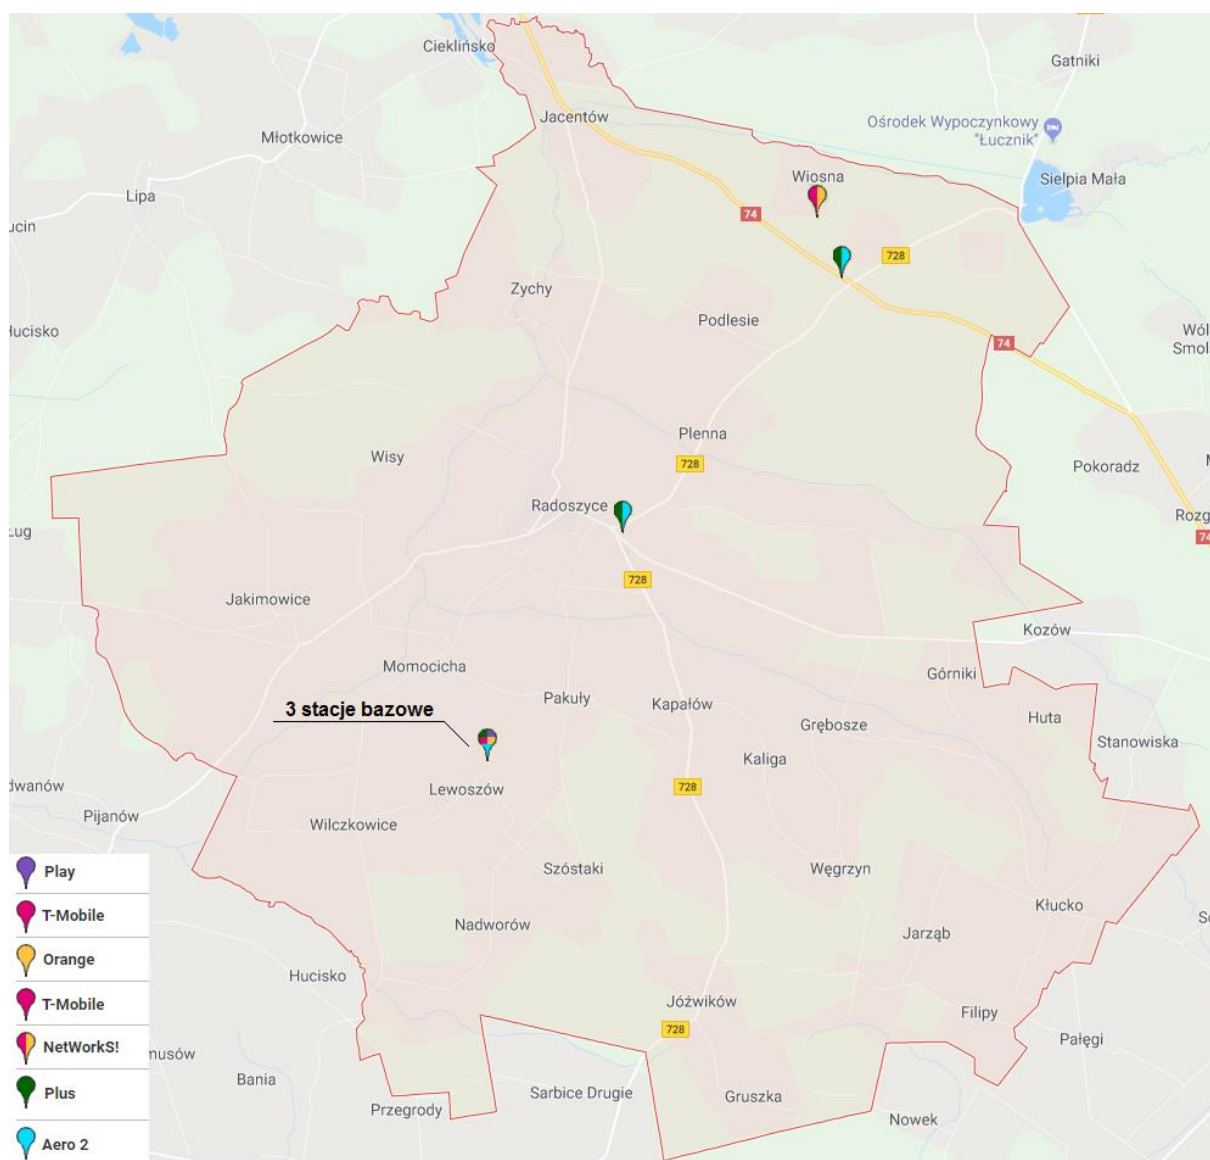 Cieklińsko
Gatniki
Jacentów
Ośrodek Wypoczynkowy
"Łucznik"
Młotkowice
Wiosna
Sielpia Mała
Lipa
74
728
Zychy
Podlesie
74
Plenna
Wisy
728
Pokoradz
Radoszyce
74
728
Jakimowice
Kozów
Momocicha
Górniki
Pakuły
Kapałów
3 stacje bazowe
Grębosze
Huta
Stanowiska
Kaliga
Lewoszów
728
Pijanów
Wilczkowice
Szóstaki
Węgrzyn
Play
Kłucko
T-Mobile
Nadworów
Jarząb
Orange
Hucisko
T-Mobile
Jóźwików
Filipy
728
NetWorkS!
Pałęgi
Bania
Plus
Sarbice Drugie
Gruszka
Przegrody
Nowek
Aero 2